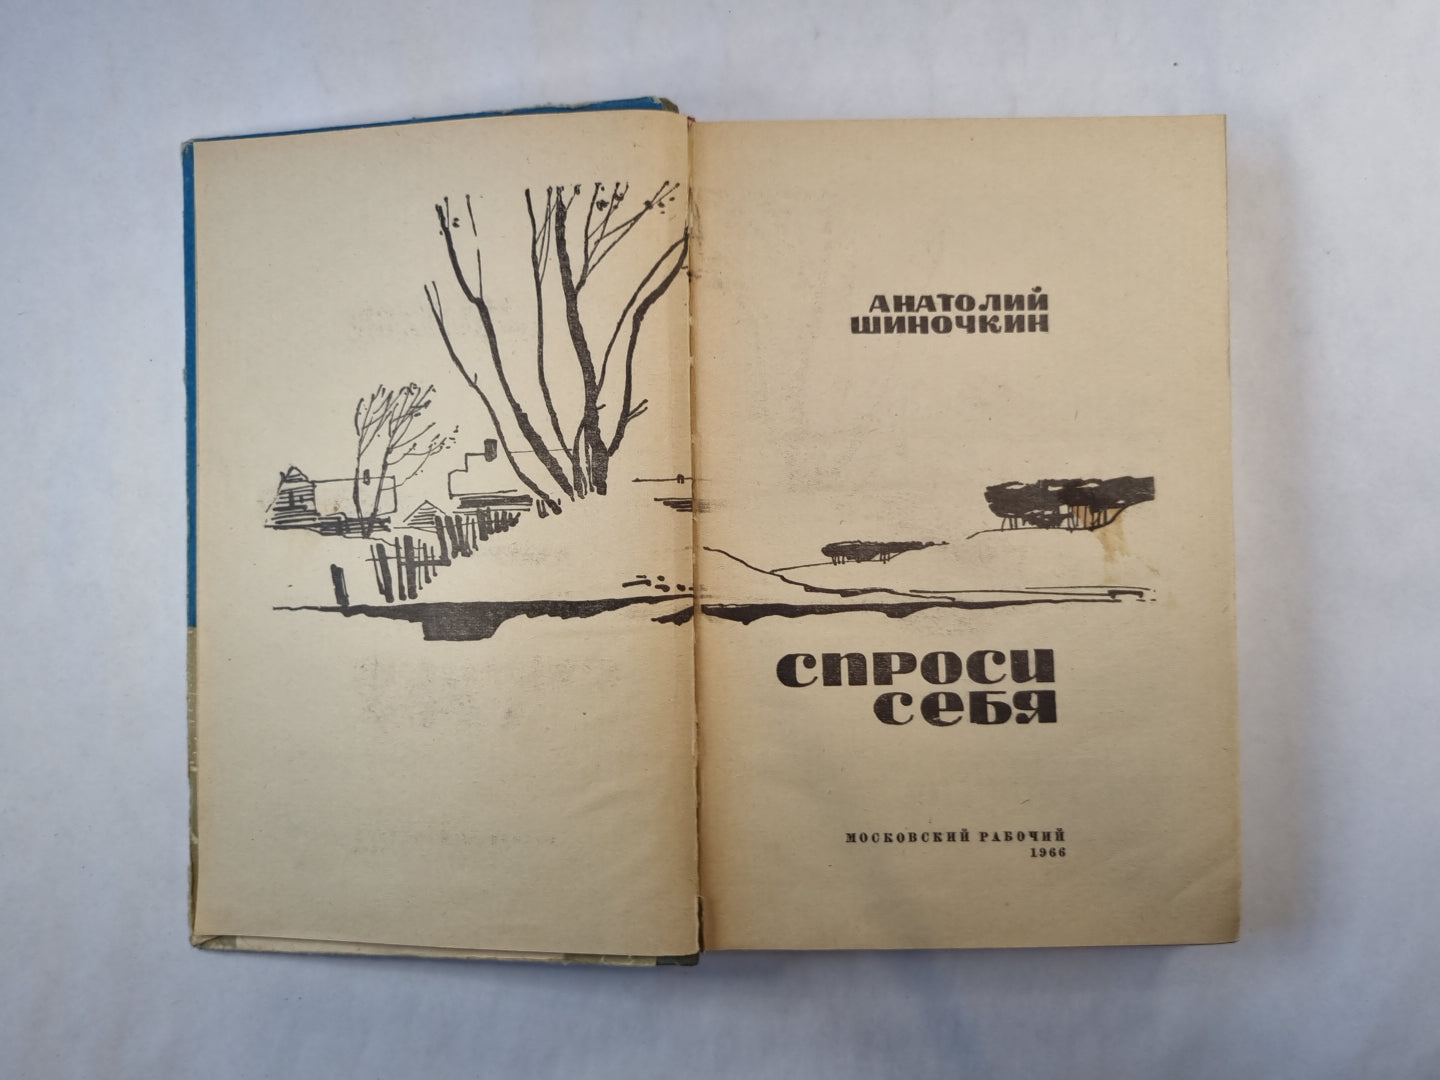 АНАТОЛИЙ
ШИНОЧКИН
СПРОСИ
СЕБЯ
МОСКОВСКИЙ РАБОЧИЙ
1966